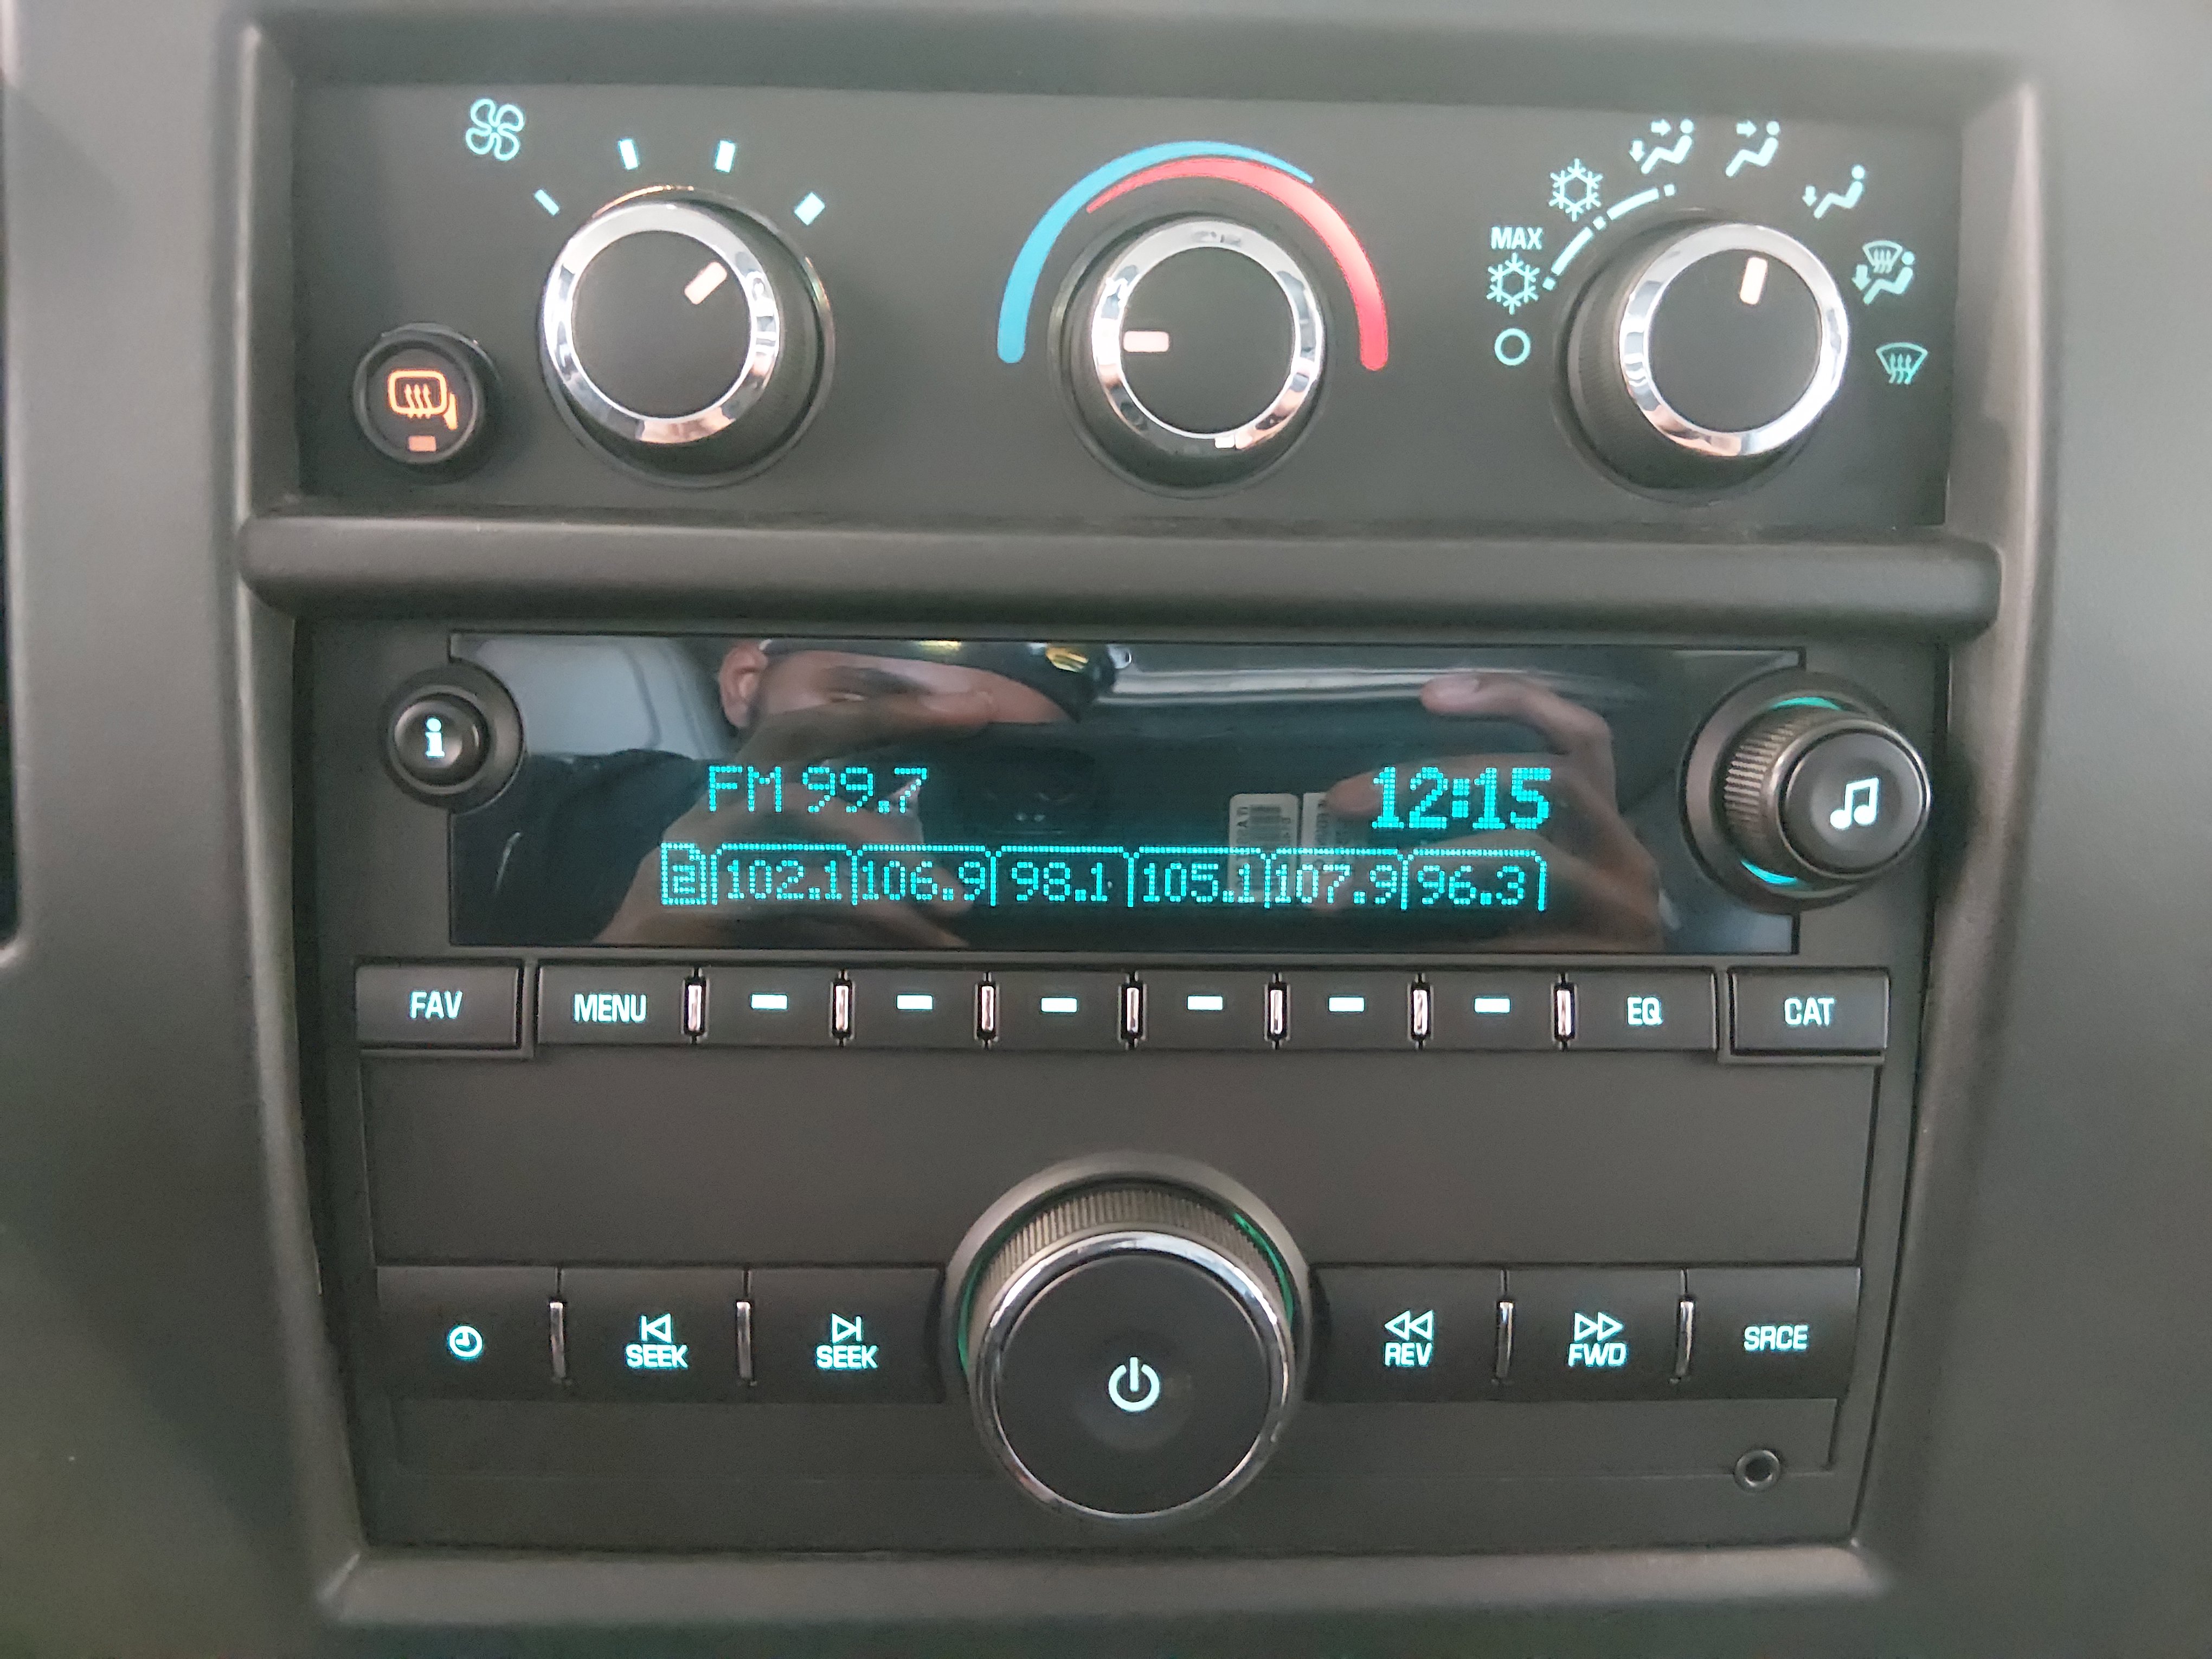 MAX
i
FM 99.7 12:15
2 102.1 106.9 98.1 105.1 107.9 96.3
FAV MENU EQ CAT
SEEK SEEK REV FWD SRCE